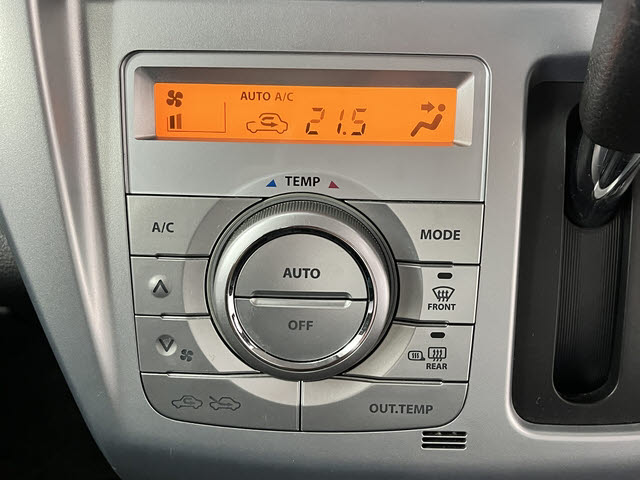 AUTO A/C
21.5
TEMP
A/C
MODE
AUTO
OFF
FRONT
REAR
OUT.TEMP